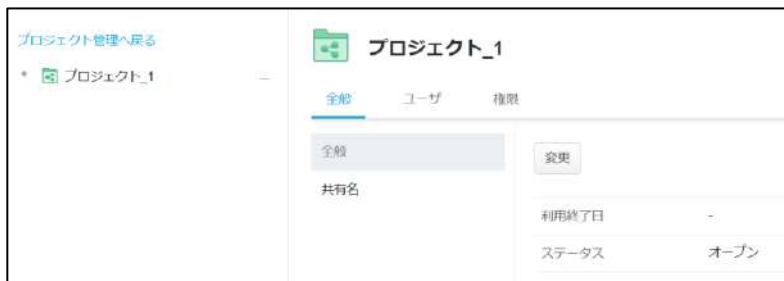 プロジェクト管理へ戻る
プロジェクト_1
プロジェクト_1
全般 ユーザ 権限
全般
共有名
変更
利用終了日 -
ステータス オープン